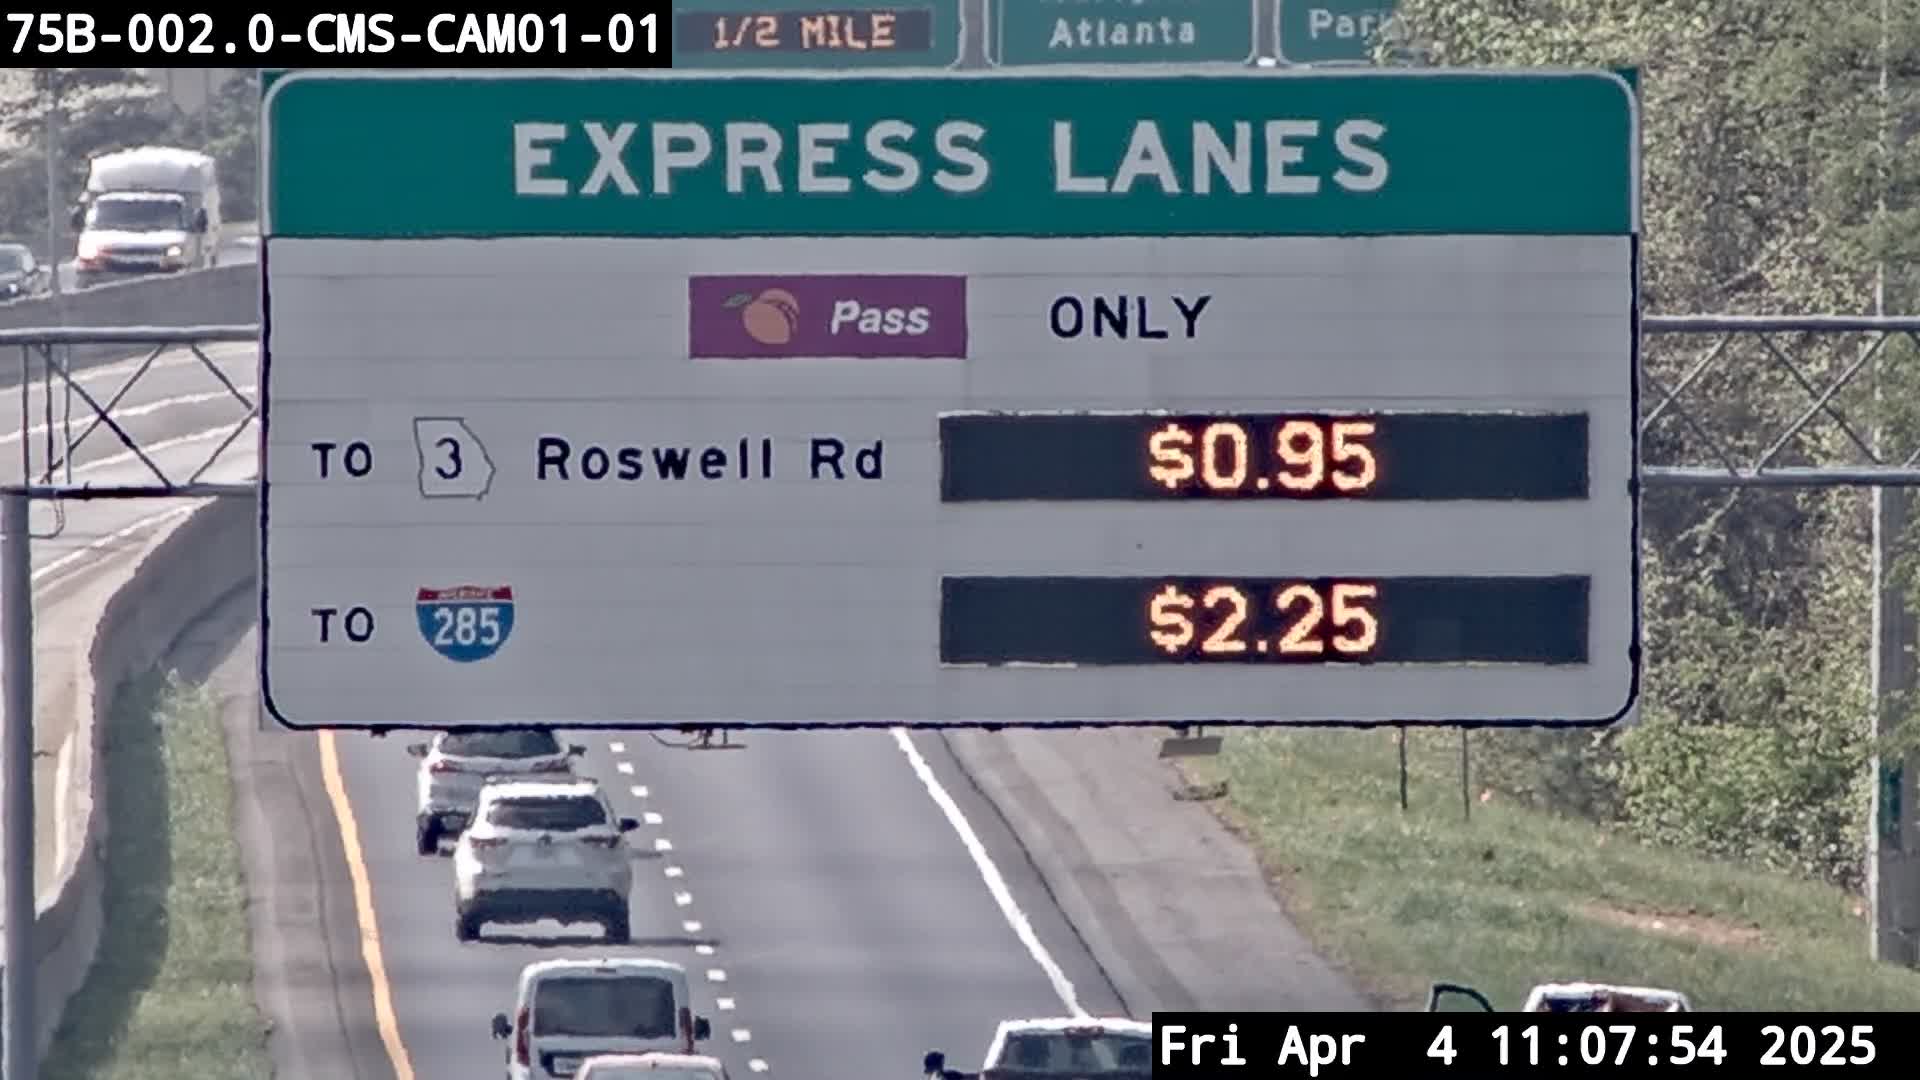 75B-002.0-CMS-CAM01-01
1/2 MILE
Atlanta
EXPRESS LANES
Pass ONLY
TO 3 Roswell Rd $0.95
TO INTERSTATE 285 $2.25
Fri Apr 4 11:07:54 2025